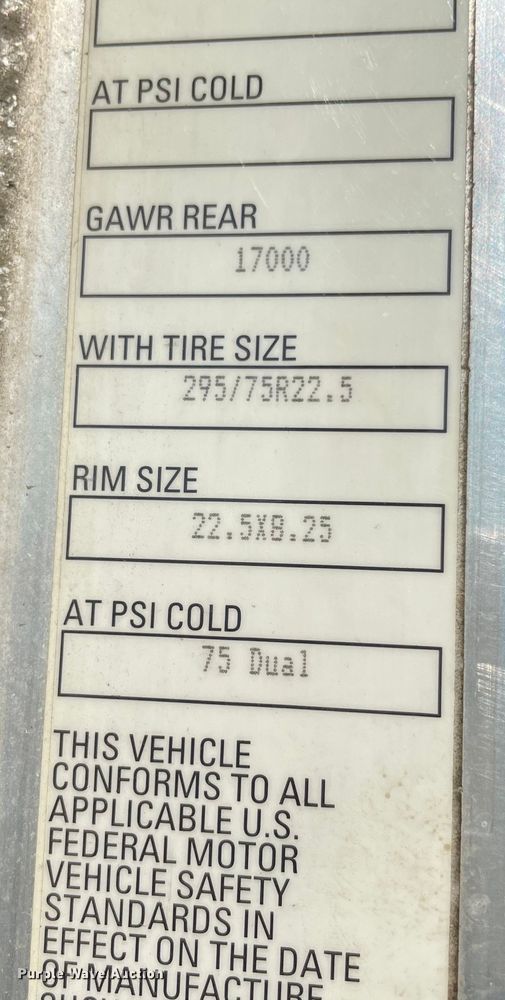 AT PSI COLD
GAWR REAR
17000
WITH TIRE SIZE
295/75R22.5
RIM SIZE
22.5X8.25
AT PSI COLD
75 Dual
THIS VEHICLE
CONFORMS TO ALL
APPLICABLE U.S.
FEDERAL MOTOR
VEHICLE SAFETY
STANDARDS IN
EFFECT ON THE DATE
OF MANUFACTURE
Purple Wave Auction